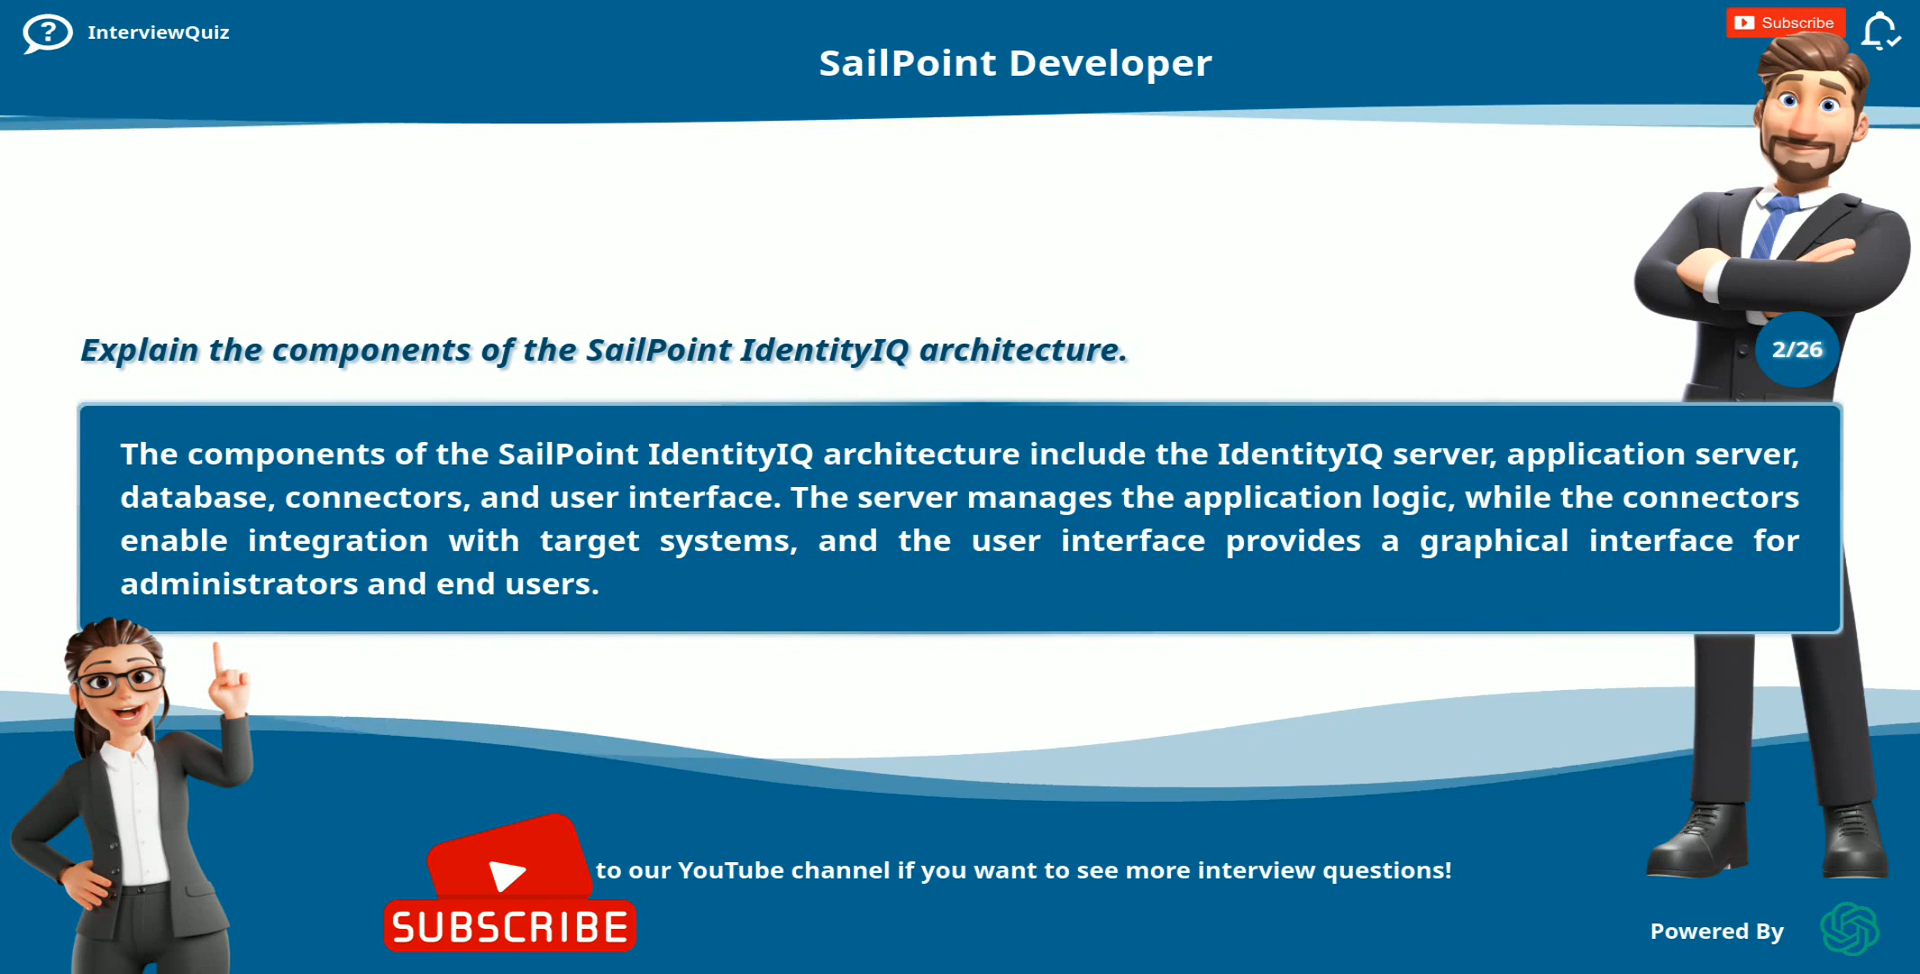 InterviewQuiz
Subscribe
SailPoint Developer
Explain the components of the SailPoint IdentityIQ architecture.
2/26
The components of the SailPoint IdentityIQ architecture include the IdentityIQ server, application server,
database, connectors, and user interface. The server manages the application logic, while the connectors
enable integration with target systems, and the user interface provides a graphical interface for
administrators and end users.
to our YouTube channel if you want to see more interview questions!
SUBSCRIBE
Powered By